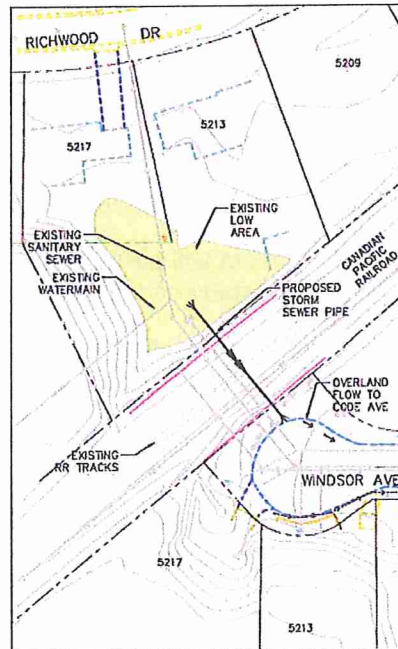 RICHWOOD DR
5209
5213
5217
EXISTING
LOW
AREA
EXISTING
SANITARY
SEWER
EXISTING
WATERMAIN
CANADIAN
PACIFIC
RAILROAD
PROPOSED
STORM
SEWER PIPE
OVERLAND
FLOW TO
CODE AVE
EXISTING
RR TRACKS
WINDSOR AVE
5217
5213